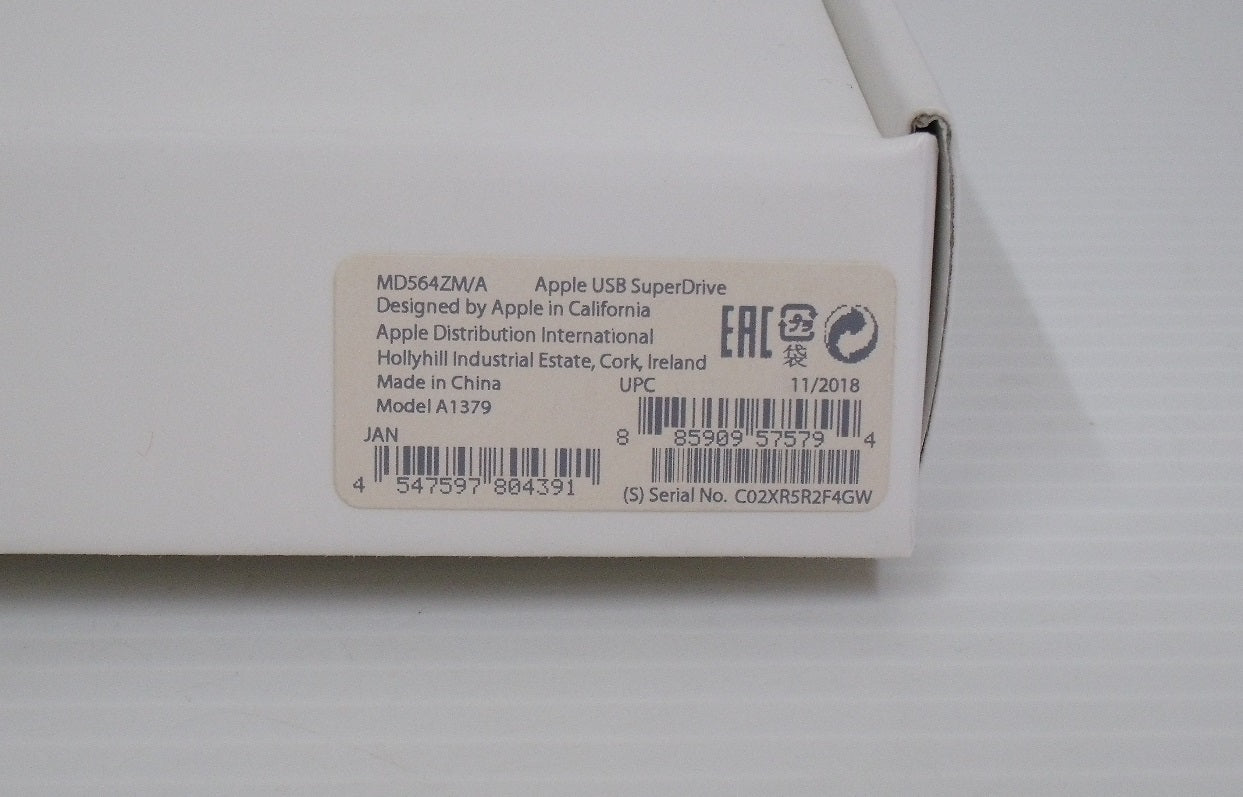 MD564ZM/A Apple USB SuperDrive
Designed by Apple in California
Apple Distribution International
Hollyhill Industrial Estate, Cork, Ireland
EAC プラ
袋
Made in China UPC 11/2018
Model A1379
8 85909 57579 4
JAN
4 547597 804391
(S) Serial No. C02XR5R2F4GW